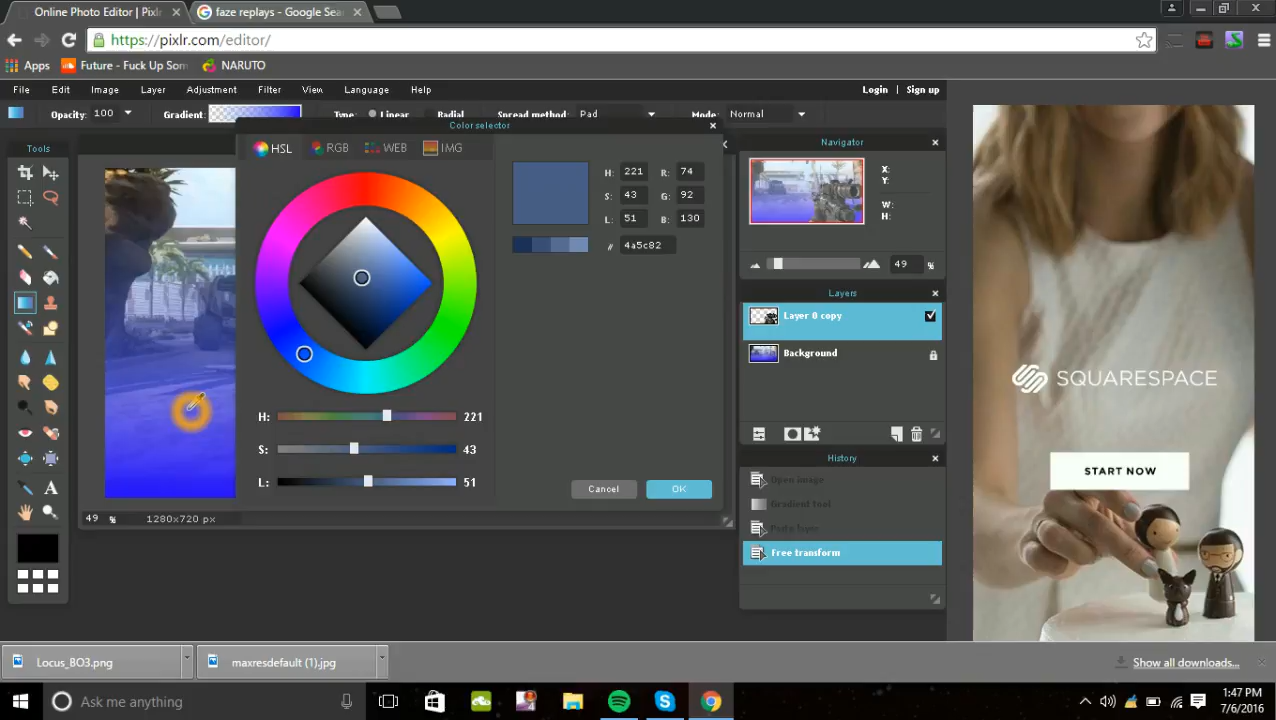 Online Photo Editor | Pixlr
faze replays - Google Sea
https://pixlr.com/editor/
Apps
Future - Fuck Up Som
NARUTO
File Edit Image Layer Adjustment Filter View Language Help
Login Sign up
Opacity: 100 Gradient: Type: Linear Radial Spread method: Pad Mode: Normal
Color selector
Tools
HSL RGB WEB IMG
H: 221 R: 74
S: 43 G: 92
L: 51 B: 130
# 4a5c82
H: 221
S: 43
L: 51
Cancel OK
49 % 1280x720 px
Navigator
X:
Y:
W:
H:
49 %
Layers
Layer 0 copy
Background
History
Open image
Gradient tool
Paste layer
Free transform
SQUARESPACE
START NOW
Locus_BO3.png
maxresdefault (1).jpg
Show all downloads...
Ask me anything
1:47 PM
7/6/2016